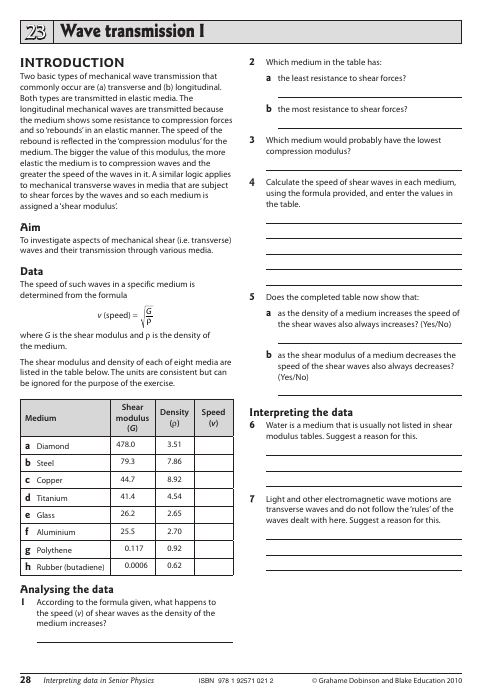 23 Wave transmission I
INTRODUCTION
Two basic types of mechanical wave transmission that
commonly occur are (a) transverse and (b) longitudinal.
Both types are transmitted in elastic media. The
longitudinal mechanical waves are transmitted because
the medium shows some resistance to compression forces
and so 'rebounds' in an elastic manner. The speed of the
rebound is reflected in the 'compression modulus' for the
medium. The bigger the value of this modulus, the more
elastic the medium is to compression waves and the
greater the speed of the waves in it. A similar logic applies
to mechanical transverse waves in media that are subject
to shear forces by the waves and so each medium is
assigned a 'shear modulus'.
Aim
To investigate aspects of mechanical shear (i.e. transverse)
waves and their transmission through various media.
Data
The speed of such waves in a specific medium is
determined from the formula
v (speed) = √(G/ρ)
where G is the shear modulus and ρ is the density of
the medium.
The shear modulus and density of each of eight media are
listed in the table below. The units are consistent but can
be ignored for the purpose of the exercise.
Medium Shear modulus (G) Density (ρ) Speed (v)
a Diamond 478.0 3.51
b Steel 79.3 7.86
c Copper 44.7 8.92
d Titanium 41.4 4.54
e Glass 26.2 2.65
f Aluminium 25.5 2.70
g Polythene 0.117 0.92
h Rubber (butadiene) 0.0006 0.62
Analysing the data
1 According to the formula given, what happens to
the speed (v) of shear waves as the density of the
medium increases?
2 Which medium in the table has:
a the least resistance to shear forces?
b the most resistance to shear forces?
3 Which medium would probably have the lowest
compression modulus?
4 Calculate the speed of shear waves in each medium,
using the formula provided, and enter the values in
the table.
5 Does the completed table now show that:
a as the density of a medium increases the speed of
the shear waves also always increases? (Yes/No)
b as the shear modulus of a medium decreases the
speed of the shear waves also always decreases?
(Yes/No)
Interpreting the data
6 Water is a medium that is usually not listed in shear
modulus tables. Suggest a reason for this.
7 Light and other electromagnetic wave motions are
transverse waves and do not follow the 'rules' of the
waves dealt with here. Suggest a reason for this.
28 Interpreting data in Senior Physics ISBN 978 1 92571 021 2 © Grahame Dobinson and Blake Education 2010